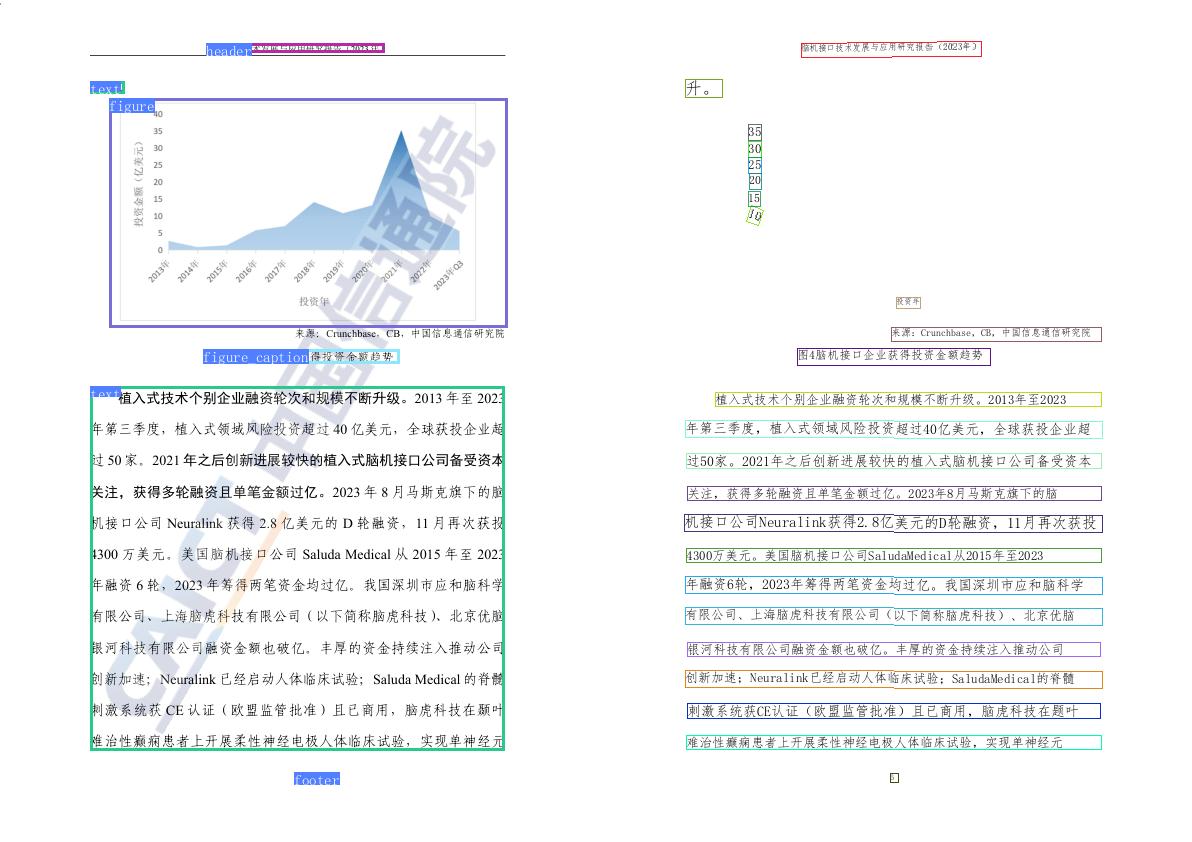 header
text
figure
40
35
30
25
20
15
10
5
0
投资金额（亿美元）
2013年
2014年
2015年
2016年
2017年
2018年
2019年
2020年
2021年
2022年
2023年Q3
投资年
来源：Crunchbase，CB，中国信息通信研究院
figure_caption
得投资金额趋势
text
植入式技术个别企业融资轮次和规模不断升级。2013 年至 2023
年第三季度，植入式领域风险投资超过 40 亿美元，全球获投企业超
过 50 家。2021 年之后创新进展较快的植入式脑机接口公司备受资本
关注，获得多轮融资且单笔金额过亿。2023 年 8 月马斯克旗下的脑
机接口公司 Neuralink 获得 2.8 亿美元的 D 轮融资，11 月再次获投
4300 万美元。美国脑机接口公司 Saluda Medical 从 2015 年至 2023
年融资 6 轮，2023 年筹得两笔资金均过亿。我国深圳市应和脑科学
有限公司、上海脑虎科技有限公司（以下简称脑虎科技）、北京优脑
银河科技有限公司融资金额也破亿。丰厚的资金持续注入推动公司
创新加速；Neuralink 已经启动人体临床试验；Saluda Medical 的脊髓
刺激系统获 CE 认证（欧盟监管批准）且已商用，脑虎科技在颞叶
难治性癫痫患者上开展柔性神经电极人体临床试验，实现单神经元
footer
CAICT 中国信通院
脑机接口技术发展与应用研究报告（2023年）
升。
35
30
25
20
15
10
投资年
来源：Crunchbase，CB，中国信息通信研究院
图4脑机接口企业获得投资金额趋势
植入式技术个别企业融资轮次和规模不断升级。2013年至2023
年第三季度，植入式领域风险投资超过40亿美元，全球获投企业超
过50家。2021年之后创新进展较快的植入式脑机接口公司备受资本
关注，获得多轮融资且单笔金额过亿。2023年8月马斯克旗下的脑
机接口公司Neuralink获得2.8亿美元的D轮融资，11月再次获投
4300万美元。美国脑机接口公司SaludaMedical从2015年至2023
年融资6轮，2023年筹得两笔资金均过亿。我国深圳市应和脑科学
有限公司、上海脑虎科技有限公司（以下简称脑虎科技）、北京优脑
银河科技有限公司融资金额也破亿。丰厚的资金持续注入推动公司
创新加速；Neuralink已经启动人体临床试验；SaludaMedical的脊髓
刺激系统获CE认证（欧盟监管批准）且已商用，脑虎科技在题叶
难治性癫痫患者上开展柔性神经电极人体临床试验，实现单神经元